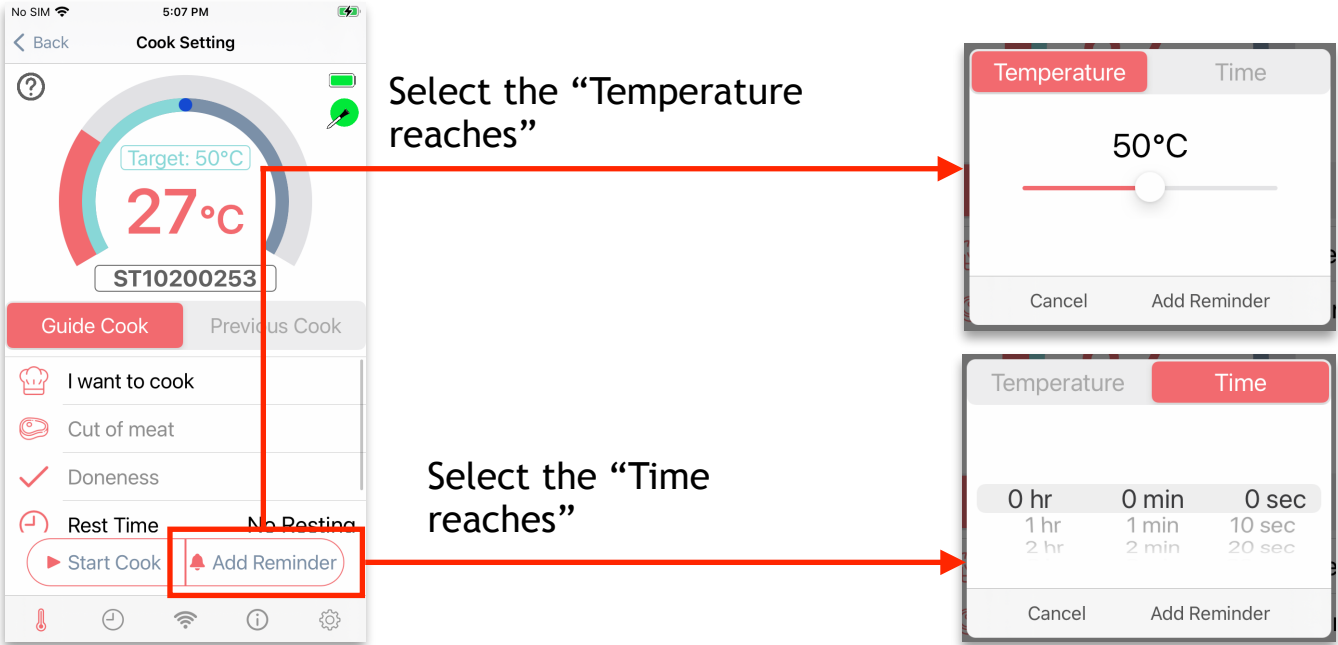 No SIM 5:07 PM
Back Cook Setting
Target: 50°C
27°C
ST10200253
Guide Cook Previous Cook
I want to cook
Cut of meat
Doneness
Rest Time No Resting
Start Cook Add Reminder
Select the “Temperature
reaches”
Temperature Time
50°C
Cancel Add Reminder
Select the “Time
reaches”
Temperature Time
0 hr 0 min 0 sec
1 hr 1 min 10 sec
2 hr 2 min 20 sec
Cancel Add Reminder